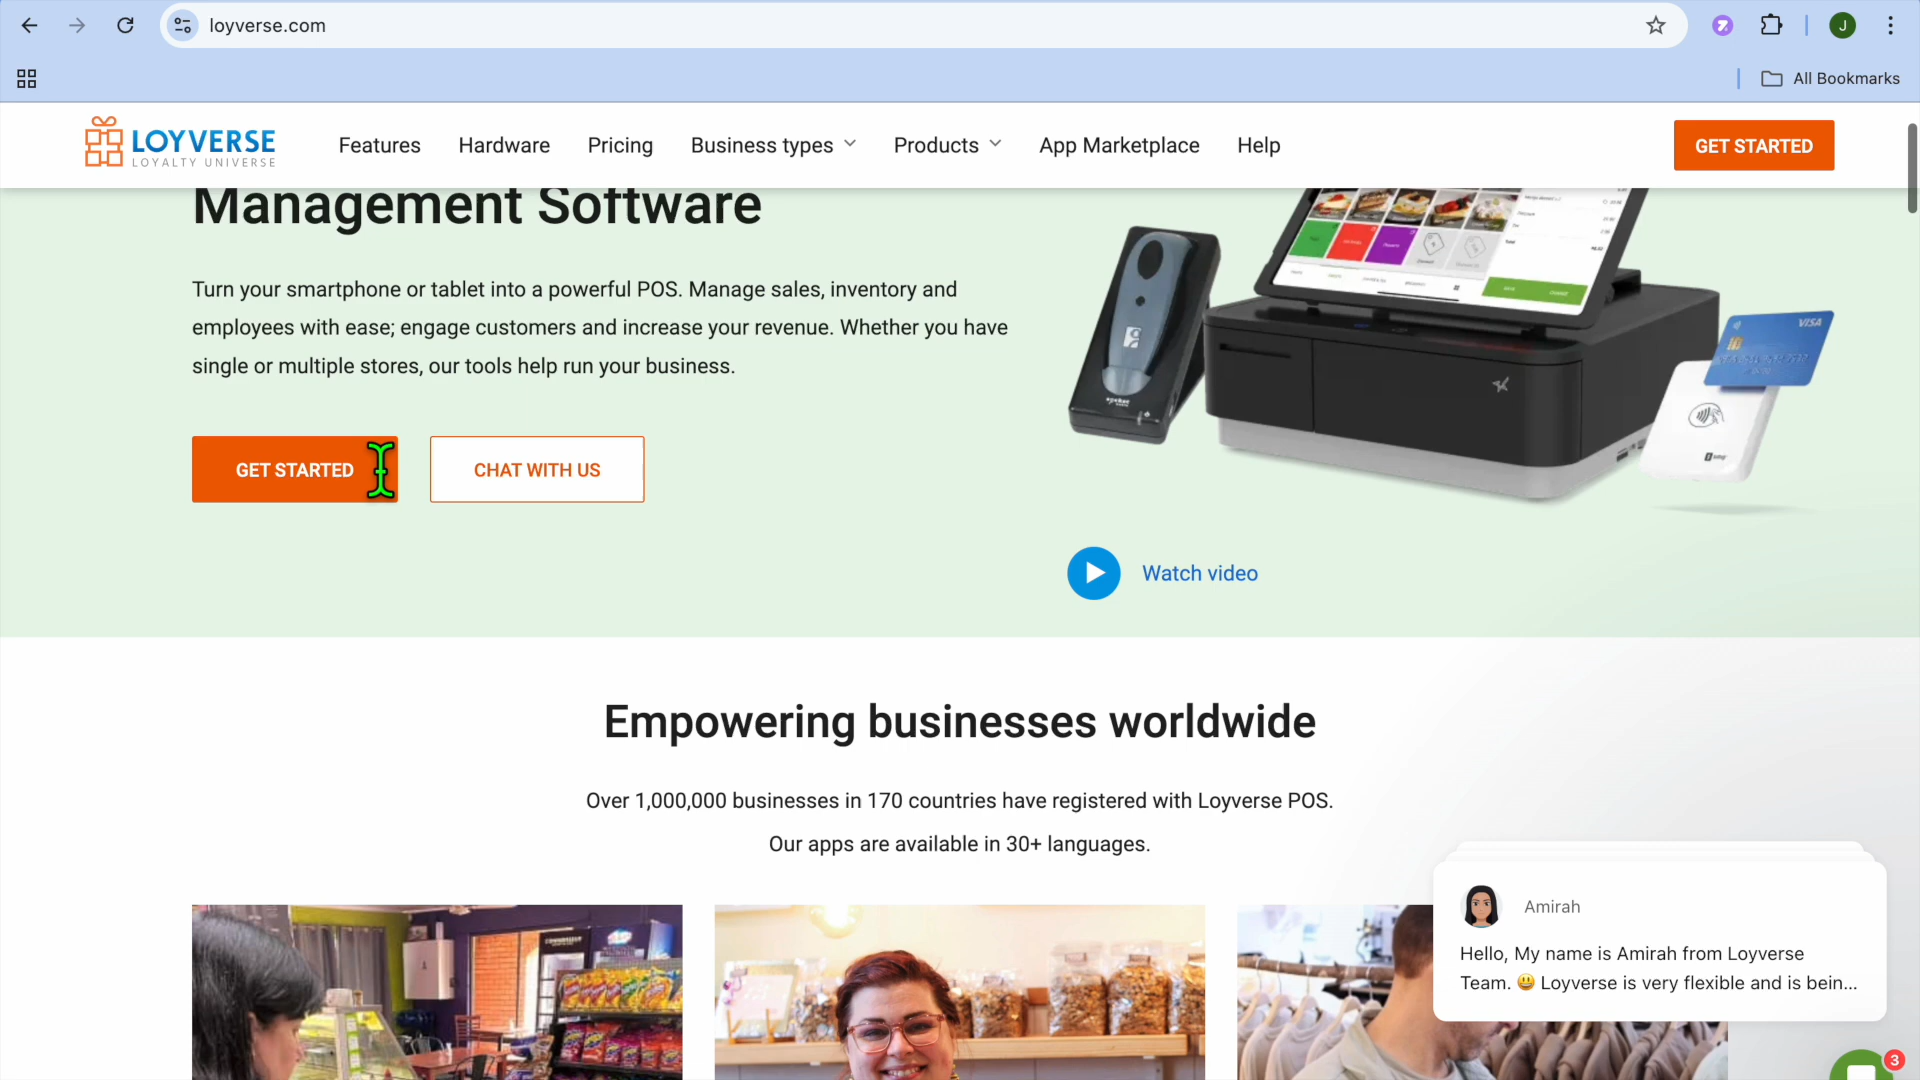 loyverse.com
J
All Bookmarks
LOYVERSE
LOYALTY UNIVERSE
Features
Hardware
Pricing
Business types
Products
App Marketplace
Help
GET STARTED
Management Software
Turn your smartphone or tablet into a powerful POS. Manage sales, inventory and
employees with ease; engage customers and increase your revenue. Whether you have
single or multiple stores, our tools help run your business.
GET STARTED
CHAT WITH US
VISA
Watch video
Empowering businesses worldwide
Over 1,000,000 businesses in 170 countries have registered with Loyverse POS.
Our apps are available in 30+ languages.
Amirah
Hello, My name is Amirah from Loyverse
Team. 😃 Loyverse is very flexible and is bein...
3